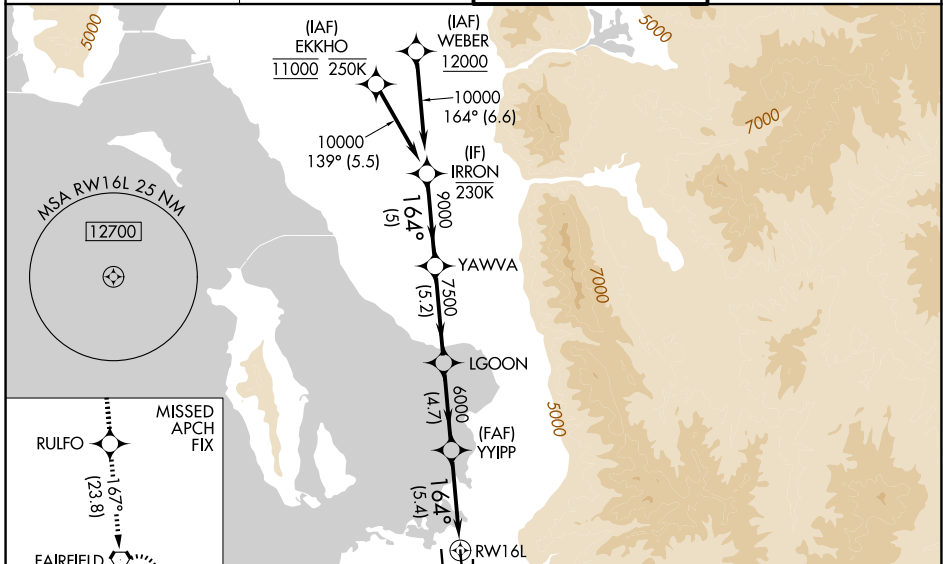 5000
(IAF)
EKKHO
11000 250K
(IAF)
WEBER
12000
5000
10000
164° (6.6)
10000
139° (5.5)
7000
(IF)
IRRON
230K
MSA RW16L 25 NM
12700
9000
164°
(5)
YAWVA
7500
(5.2)
7000
LGOON
6000
(4.7)
5000
(FAF)
YYIPP
164°
(5.4)
RW16L
MISSED
APCH
FIX
RULFO
167°
(23.8)
FAIRFIELD